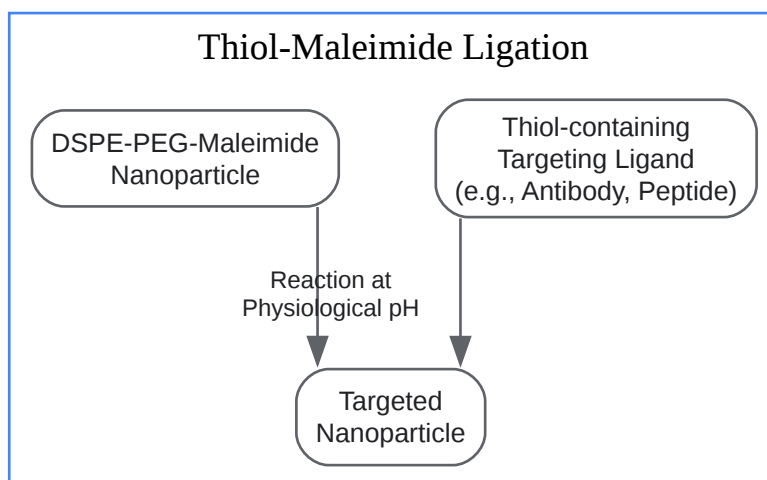 Thiol-Maleimide Ligation
DSPE-PEG-Maleimide
Nanoparticle
Thiol-containing
Targeting Ligand
(e.g., Antibody, Peptide)
Reaction at
Physiological pH
Targeted
Nanoparticle